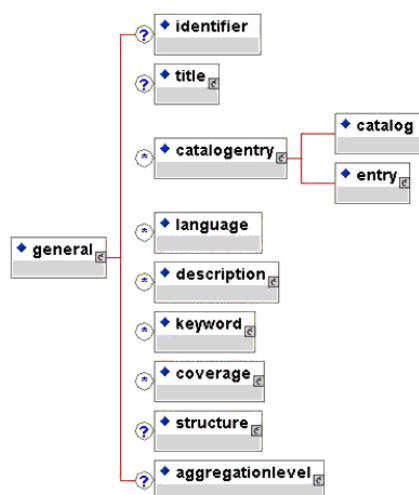 ? identifier
? title
* catalogentry
catalog
entry
* language
general
* description
* keyword
* coverage
? structure
? aggregationlevel